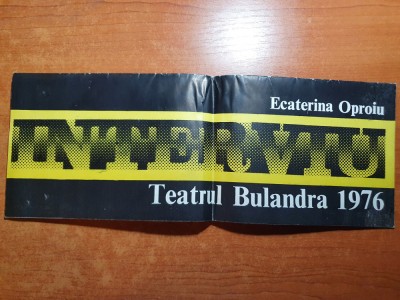 Ecaterina Oproiu
INTERVIU
Teatrul Bulandra 1976